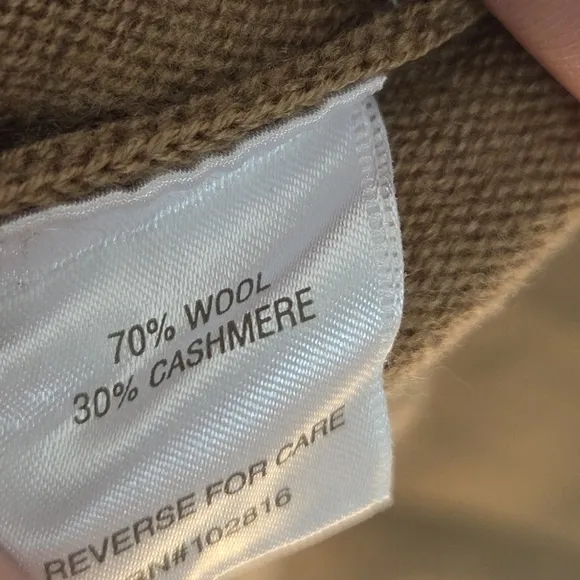 70% WOOL
30% CASHMERE
REVERSE FOR CARE
RN#102816